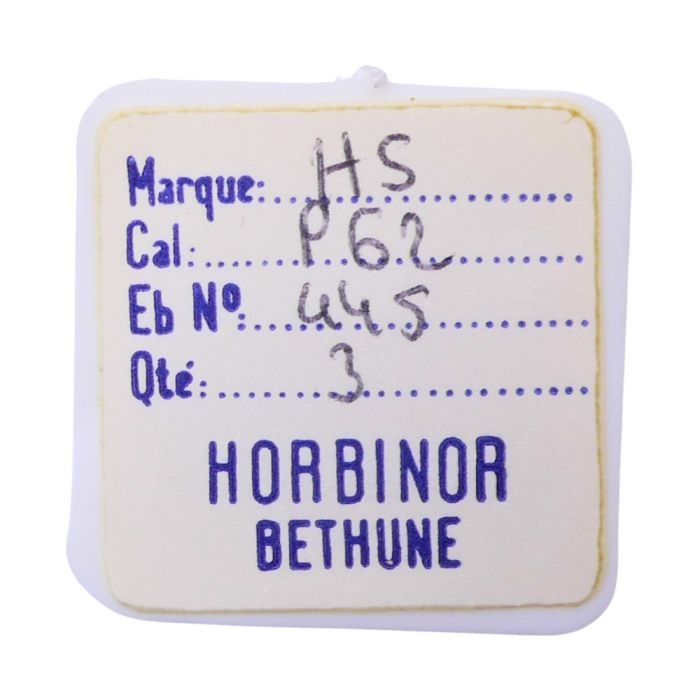 Marque: HS
Cal: P62
Eb Nº: 445
Qté: 3
HORBINOR
BETHUNE